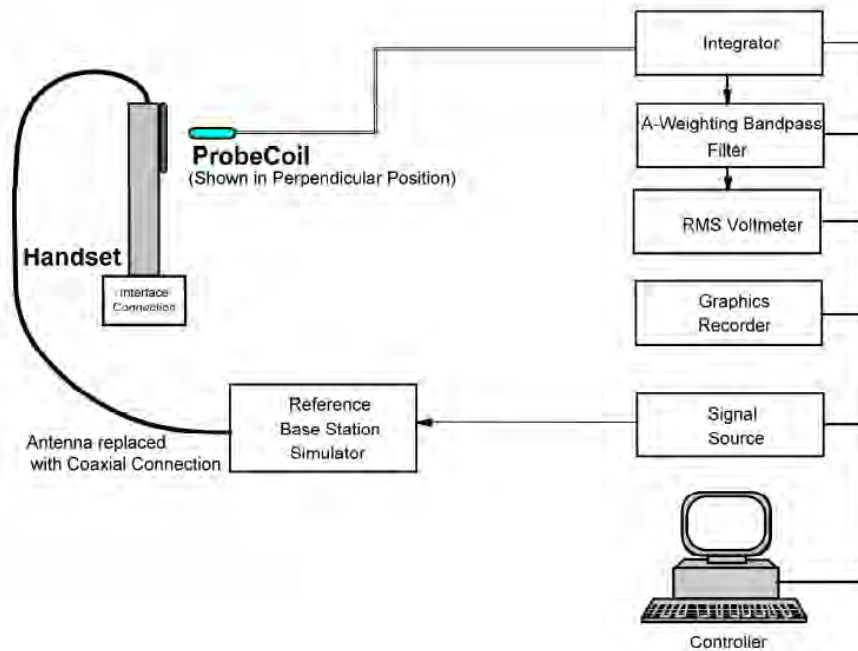 Integrator
A-Weighting Bandpass
Filter
ProbeCoil
(Shown in Perpendicular Position)
RMS Voltmeter
Handset
Interface
Connection
Graphics
Recorder
Reference
Base Station
Simulator
Signal
Source
Antenna replaced
with Coaxial Connection
Controller